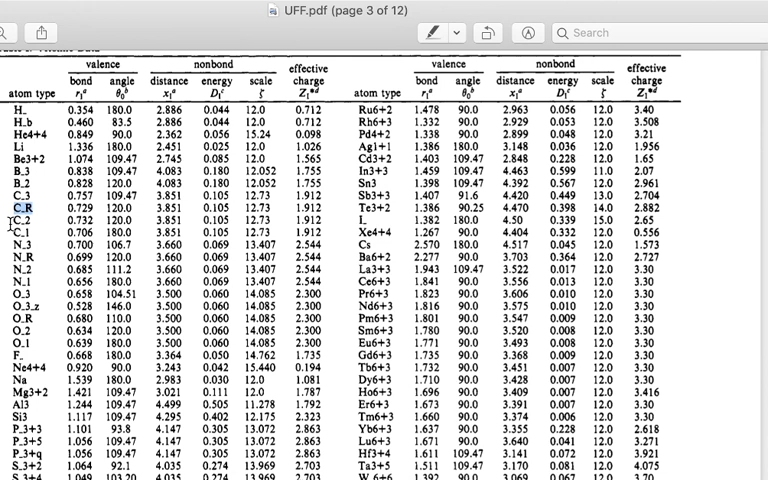 UFF.pdf (page 3 of 12)
Search
valence nonbond effective valence nonbond effective
bond angle distance energy scale charge bond angle distance energy scale charge
atom type r₁ᵃ θ₀ᵇ x₁ᵃ D₁ᶜ ζ Z₁*ᵈ atom type r₁ᵃ θ₀ᵇ x₁ᵃ D₁ᶜ ζ Z₁*ᵈ
H_ 0.354 180.0 2.886 0.044 12.0 0.712 Ru6+2 1.478 90.0 2.963 0.056 12.0 3.40
H_b 0.460 83.5 2.886 0.044 12.0 0.712 Rh6+3 1.332 90.0 2.929 0.053 12.0 3.508
He4+4 0.849 90.0 2.362 0.056 15.24 0.098 Pd4+2 1.338 90.0 2.899 0.048 12.0 3.21
Li 1.336 180.0 2.451 0.025 12.0 1.026 Ag1+1 1.386 180.0 3.148 0.036 12.0 1.956
Be3+2 1.074 109.47 2.745 0.085 12.0 1.565 Cd3+2 1.403 109.47 2.848 0.228 12.0 1.65
B_3 0.838 109.47 4.083 0.180 12.052 1.755 In3+3 1.459 109.47 4.463 0.599 11.0 2.07
B_2 0.828 120.0 4.083 0.180 12.052 1.755 Sn3 1.398 109.47 4.392 0.567 12.0 2.961
C_3 0.757 109.47 3.851 0.105 12.73 1.912 Sb3+3 1.407 91.6 4.420 0.449 13.0 2.704
C_R 0.729 120.0 3.851 0.105 12.73 1.912 Te3+2 1.386 90.25 4.470 0.398 14.0 2.882
C_2 0.732 120.0 3.851 0.105 12.73 1.912 I_ 1.382 180.0 4.50 0.339 15.0 2.65
C_1 0.706 180.0 3.851 0.105 12.73 1.912 Xe4+4 1.267 90.0 4.404 0.332 12.0 0.556
N_3 0.700 106.7 3.660 0.069 13.407 2.544 Cs 2.570 180.0 4.517 0.045 12.0 1.573
N_R 0.699 120.0 3.660 0.069 13.407 2.544 Ba6+2 2.277 90.0 3.703 0.364 12.0 2.727
N_2 0.685 111.2 3.660 0.069 13.407 2.544 La3+3 1.943 109.47 3.522 0.017 12.0 3.30
N_1 0.656 180.0 3.660 0.069 13.407 2.544 Ce6+3 1.841 90.0 3.556 0.013 12.0 3.30
O_3 0.658 104.51 3.500 0.060 14.085 2.300 Pr6+3 1.823 90.0 3.606 0.010 12.0 3.30
O_3_z 0.528 146.0 3.500 0.060 14.085 2.300 Nd6+3 1.816 90.0 3.575 0.010 12.0 3.30
O_R 0.680 110.0 3.500 0.060 14.085 2.300 Pm6+3 1.801 90.0 3.547 0.009 12.0 3.30
O_2 0.634 120.0 3.500 0.060 14.085 2.300 Sm6+3 1.780 90.0 3.520 0.008 12.0 3.30
O_1 0.639 180.0 3.500 0.060 14.085 2.300 Eu6+3 1.771 90.0 3.493 0.008 12.0 3.30
F_ 0.668 180.0 3.364 0.050 14.762 1.735 Gd6+3 1.735 90.0 3.368 0.009 12.0 3.30
Ne4+4 0.920 90.0 3.243 0.042 15.440 0.194 Tb6+3 1.732 90.0 3.451 0.007 12.0 3.30
Na 1.539 180.0 2.983 0.030 12.0 1.081 Dy6+3 1.710 90.0 3.428 0.007 12.0 3.30
Mg3+2 1.421 109.47 3.021 0.111 12.0 1.787 Ho6+3 1.696 90.0 3.409 0.007 12.0 3.416
Al3 1.244 109.47 4.499 0.505 11.278 1.792 Er6+3 1.673 90.0 3.391 0.007 12.0 3.30
Si3 1.117 109.47 4.295 0.402 12.175 2.323 Tm6+3 1.660 90.0 3.374 0.006 12.0 3.30
P_3+3 1.101 93.8 4.147 0.305 13.072 2.863 Yb6+3 1.637 90.0 3.355 0.228 12.0 2.618
P_3+5 1.056 109.47 4.147 0.305 13.072 2.863 Lu6+3 1.671 90.0 3.640 0.041 12.0 3.271
P_3+q 1.056 109.47 4.147 0.305 13.072 2.863 Hf3+4 1.611 109.47 3.141 0.072 12.0 3.921
S_3+2 1.064 92.1 4.035 0.274 13.969 2.703 Ta3+5 1.511 109.47 3.170 0.081 12.0 4.075
S_3+4 1.049 103.20 4.035 0.274 13.969 2.703 W_6+6 1.392 90.0 3.069 0.067 12.0 3.70